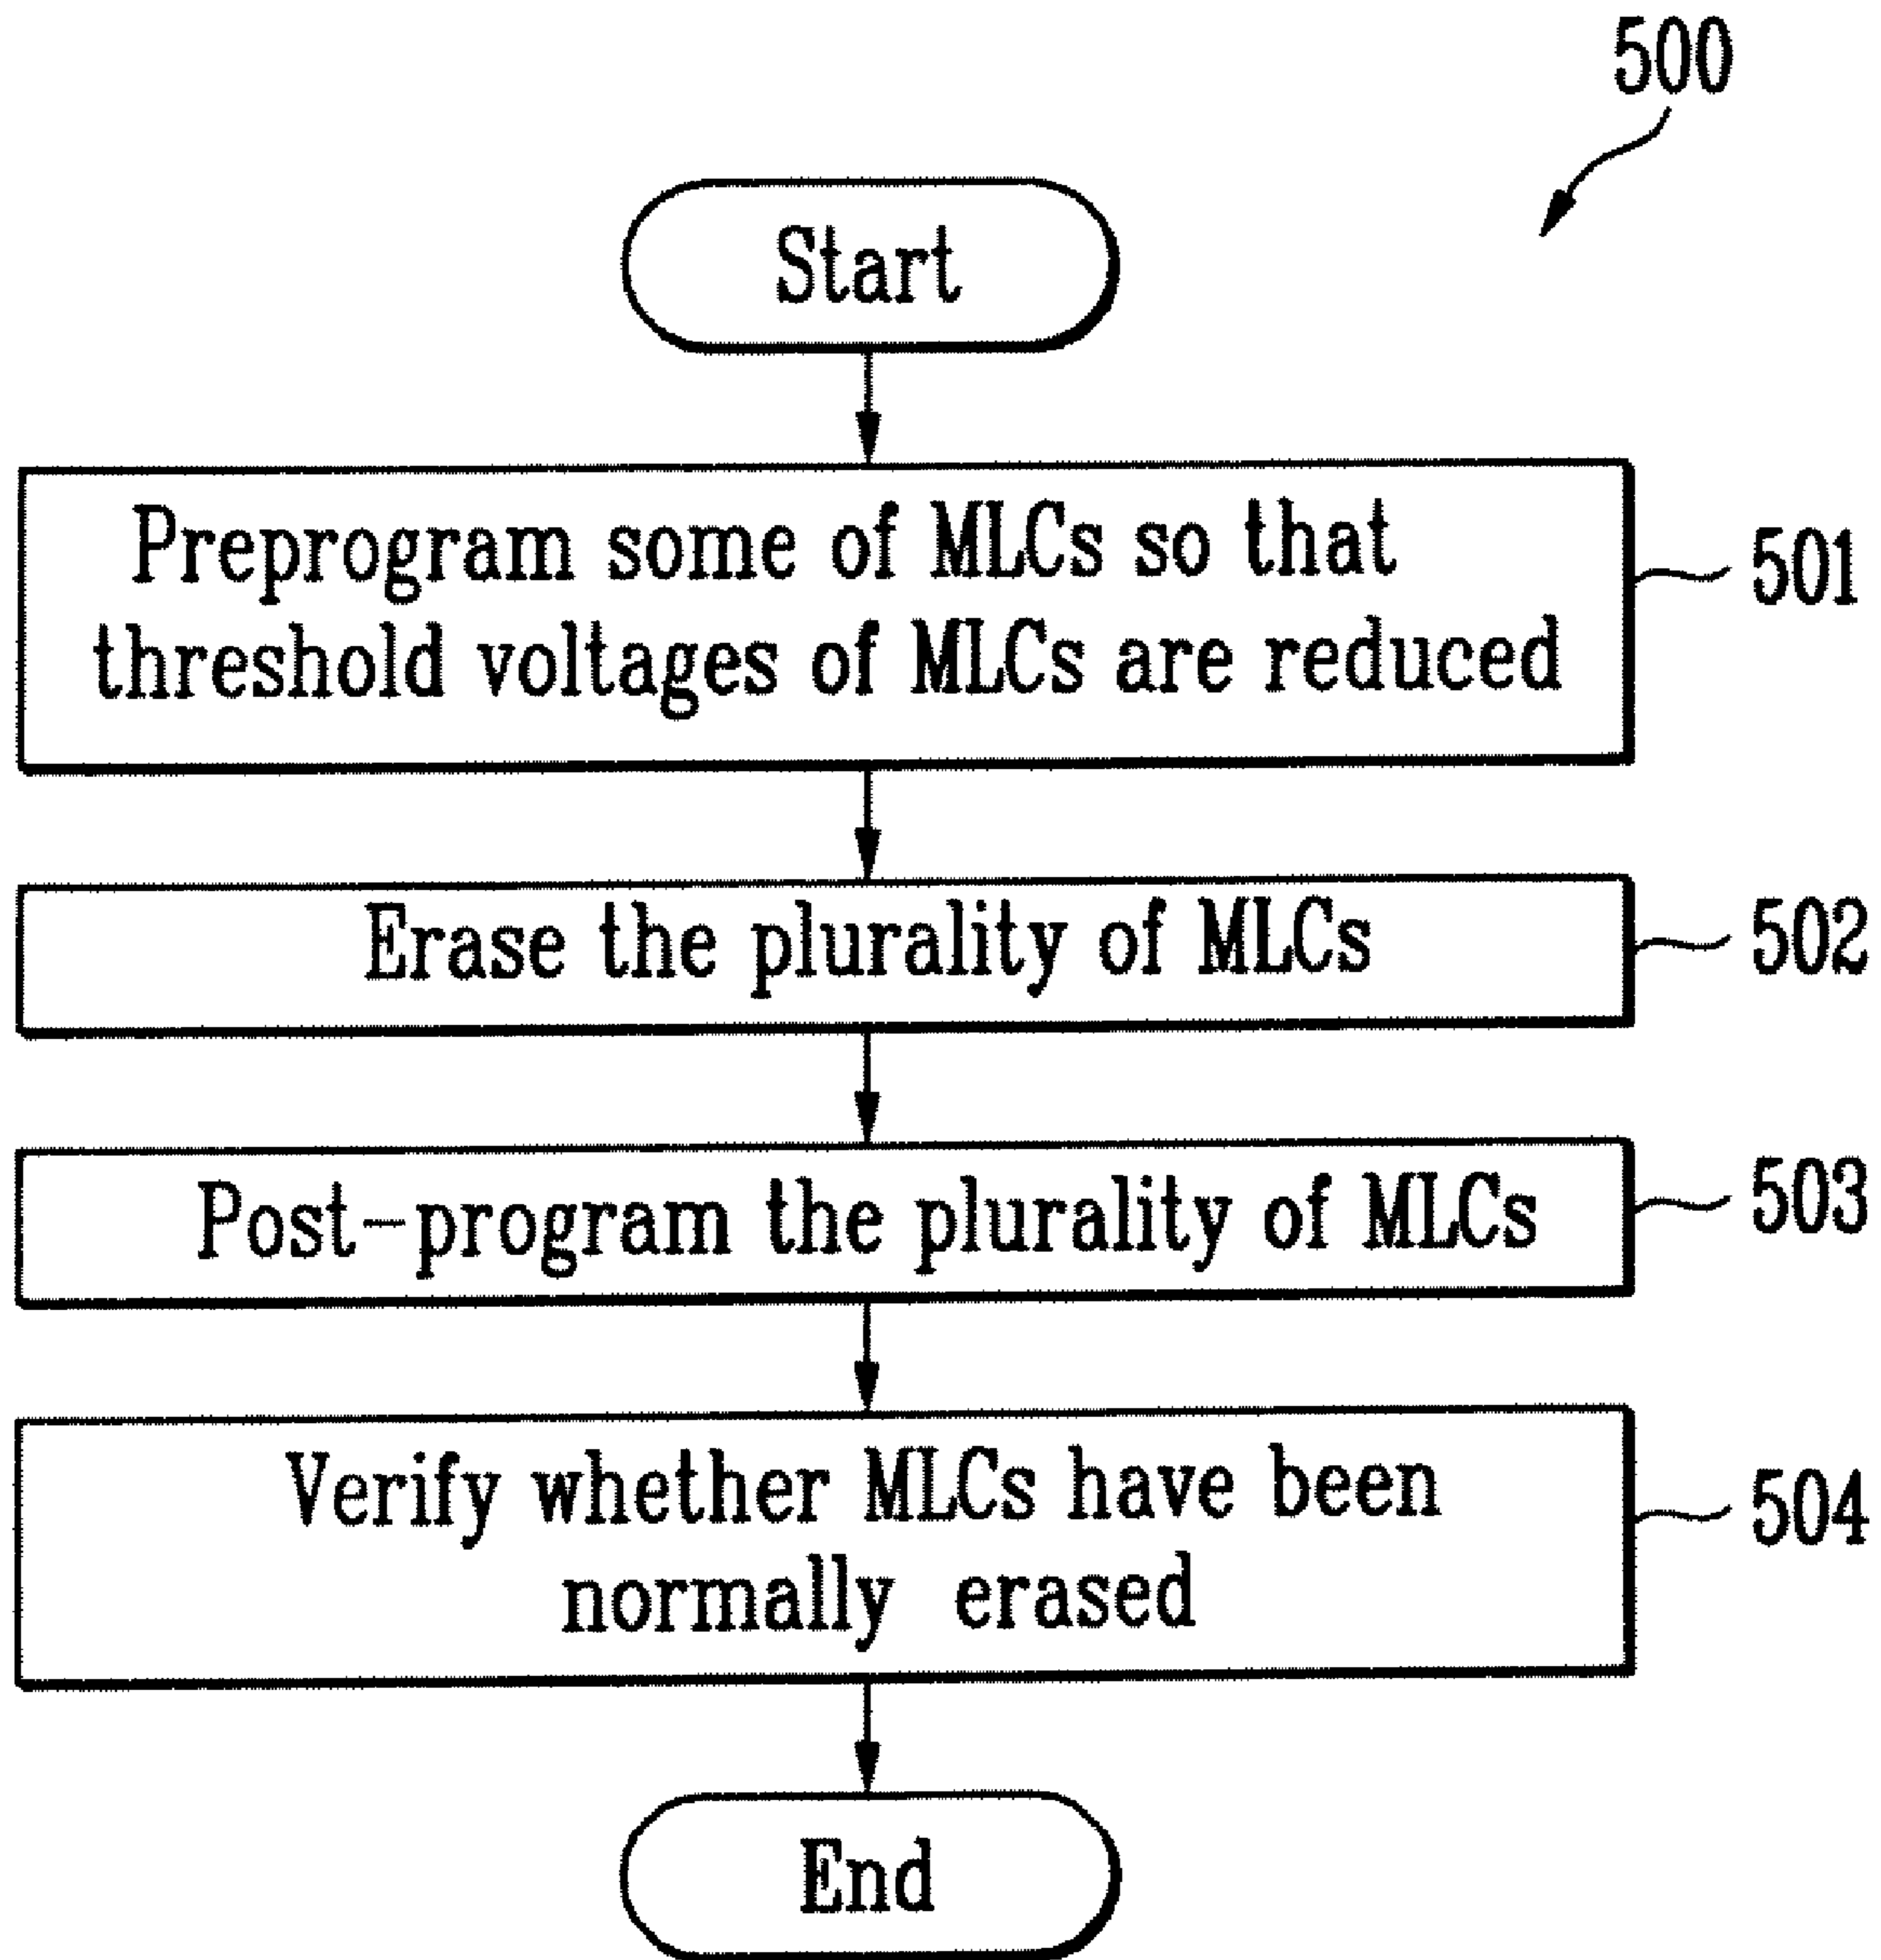 500
Start
Preprogram some of MLCs so that
threshold voltages of MLCs are reduced
501
Erase the plurality of MLCs
502
Post-program the plurality of MLCs
503
Verify whether MLCs have been
normally erased
504
End